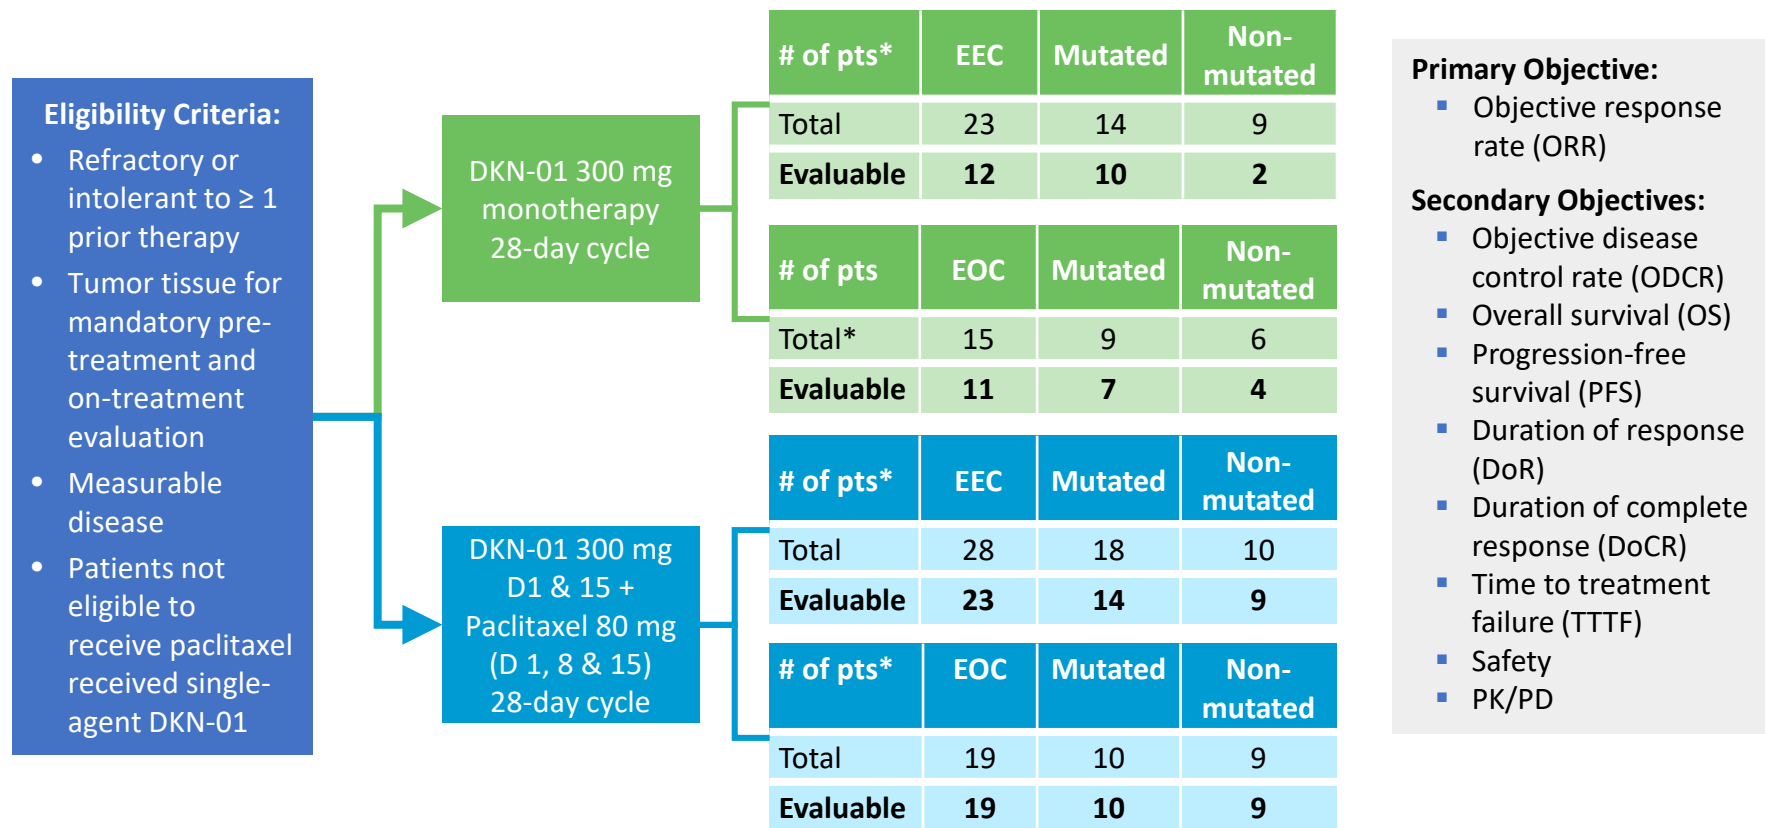 Eligibility Criteria:
• Refractory or
intolerant to ≥ 1
prior therapy
• Tumor tissue for
mandatory pre-
treatment and
on-treatment
evaluation
• Measurable
disease
• Patients not
eligible to
receive paclitaxel
received single-
agent DKN-01
DKN-01 300 mg
monotherapy
28-day cycle
# of pts* EEC Mutated Non-
mutated
Total 23 14 9
Evaluable 12 10 2
# of pts EOC Mutated Non-
mutated
Total* 15 9 6
Evaluable 11 7 4
DKN-01 300 mg
D1 & 15 +
Paclitaxel 80 mg
(D 1, 8 & 15)
28-day cycle
# of pts* EEC Mutated Non-
mutated
Total 28 18 10
Evaluable 23 14 9
# of pts* EOC Mutated Non-
mutated
Total 19 10 9
Evaluable 19 10 9
Primary Objective:
▪ Objective response
rate (ORR)
Secondary Objectives:
▪ Objective disease
control rate (ODCR)
▪ Overall survival (OS)
▪ Progression-free
survival (PFS)
▪ Duration of response
(DoR)
▪ Duration of complete
response (DoCR)
▪ Time to treatment
failure (TTTF)
▪ Safety
▪ PK/PD